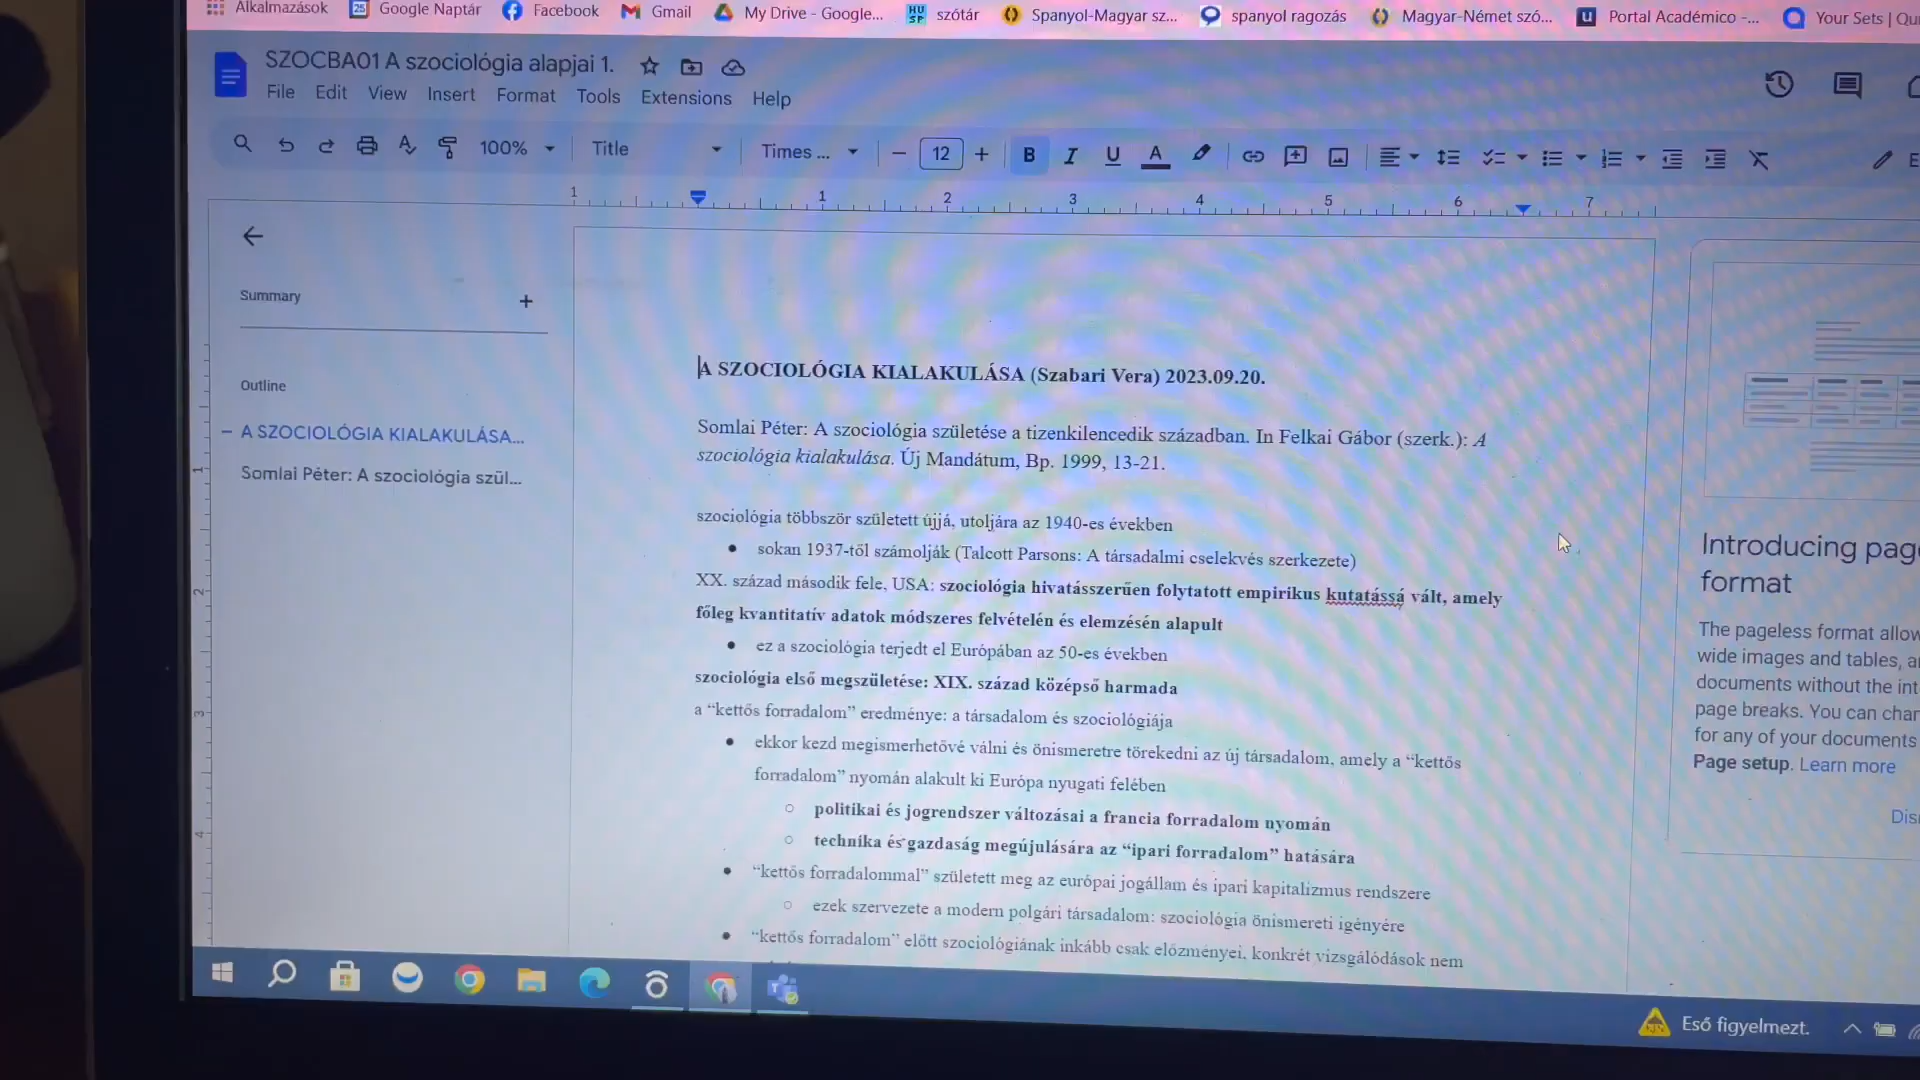 Alkalmazások Google Naptár Facebook Gmail My Drive - Google... szótár Spanyol-Magyar sz... spanyol ragozás Magyar-Német szó... Portal Académico -... Your Sets | Qu
SZOCBA01 A szociológia alapjai 1.
File Edit View Insert Format Tools Extensions Help
100% Title Times ... 12
1 1 2 3 4 5 6 7
Summary
Outline
A SZOCIOLÓGIA KIALAKULÁSA...
Somlai Péter: A szociológia szül...
A SZOCIOLÓGIA KIALAKULÁSA (Szabari Vera) 2023.09.20.
Somlai Péter: A szociológia születése a tizenkilencedik században. In Felkai Gábor (szerk.): A
szociológia kialakulása. Új Mandátum, Bp. 1999, 13-21.
szociológia többször született újjá, utoljára az 1940-es években
● sokan 1937-től számolják (Talcott Parsons: A társadalmi cselekvés szerkezete)
XX. század második fele, USA: szociológia hivatásszerűen folytatott empirikus kutatássá vált, amely
főleg kvantitatív adatok módszeres felvételén és elemzésén alapult
● ez a szociológia terjedt el Európában az 50-es években
szociológia első megszületése: XIX. század középső harmada
a “kettős forradalom” eredménye: a társadalom és szociológiája
● ekkor kezd megismerhetővé válni és önismeretre törekedni az új társadalom, amely a “kettős
forradalom” nyomán alakult ki Európa nyugati felében
○ politikai és jogrendszer változásai a francia forradalom nyomán
○ technika és gazdaság megújulására az “ipari forradalom” hatására
● “kettős forradalommal” született meg az európai jogállam és ipari kapitalizmus rendszere
○ ezek szervezete a modern polgári társadalom: szociológia önismereti igényére
● “kettős forradalom” előtt szociológiának inkább csak előzményei, konkrét vizsgálódások nem
Introducing page
format
The pageless format allow
wide images and tables, a
documents without the int
page breaks. You can char
for any of your documents
Page setup. Learn more
Dis
Eső figyelmezt.